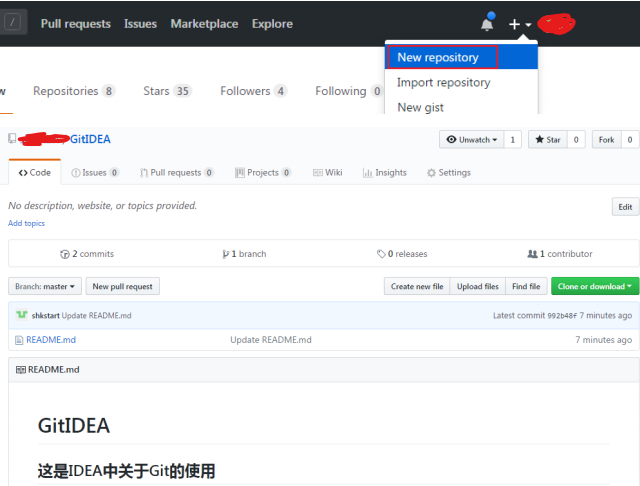 / Pull requests Issues Marketplace Explore
New repository
Import repository
New gist
Repositories 8 Stars 35 Followers 4 Following 0
GitIDEA Unwatch 1 Star 0 Fork 0
Code Issues 0 Pull requests 0 Projects 0 Wiki Insights Settings
No description, website, or topics provided. Edit
Add topics
2 commits 1 branch 0 releases 1 contributor
Branch: master New pull request Create new file Upload files Find file Clone or download
shkstart Update README.md Latest commit 992b48f 7 minutes ago
README.md Update README.md 7 minutes ago
README.md
GitIDEA
这是IDEA中关于Git的使用